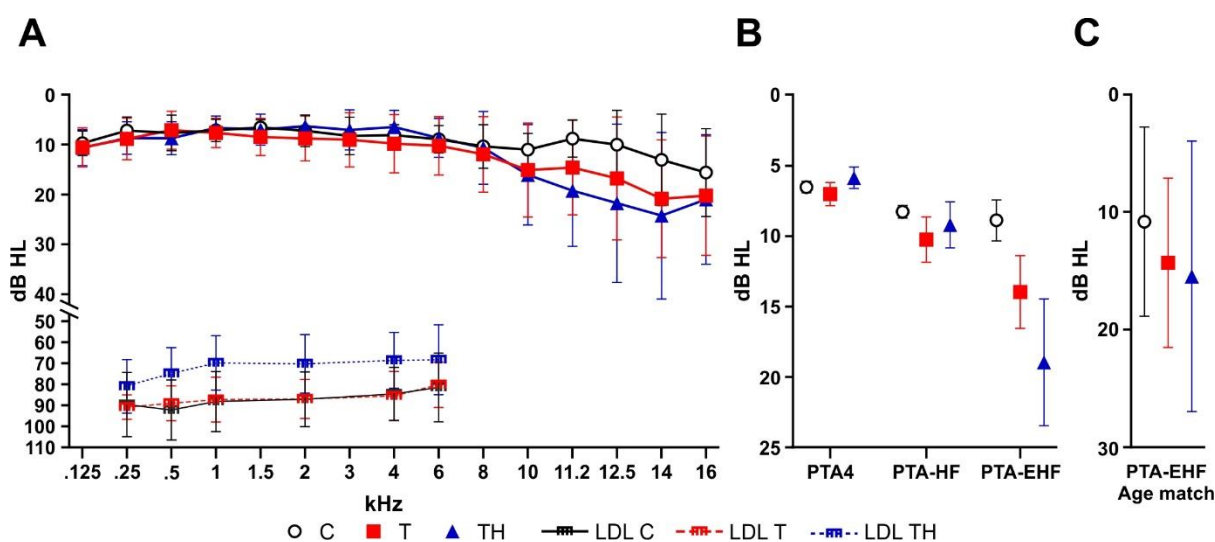 A
B
C
0
10
20
30
40
50
60
70
80
90
100
110
dB HL
.125 .25 .5 1 1.5 2 3 4 6 8 10 11.2 12.5 14 16
kHz
0
5
10
15
20
25
dB HL
PTA4 PTA-HF PTA-EHF
0
10
20
30
dB HL
PTA-EHF
Age match
C T TH LDL C LDL T LDL TH